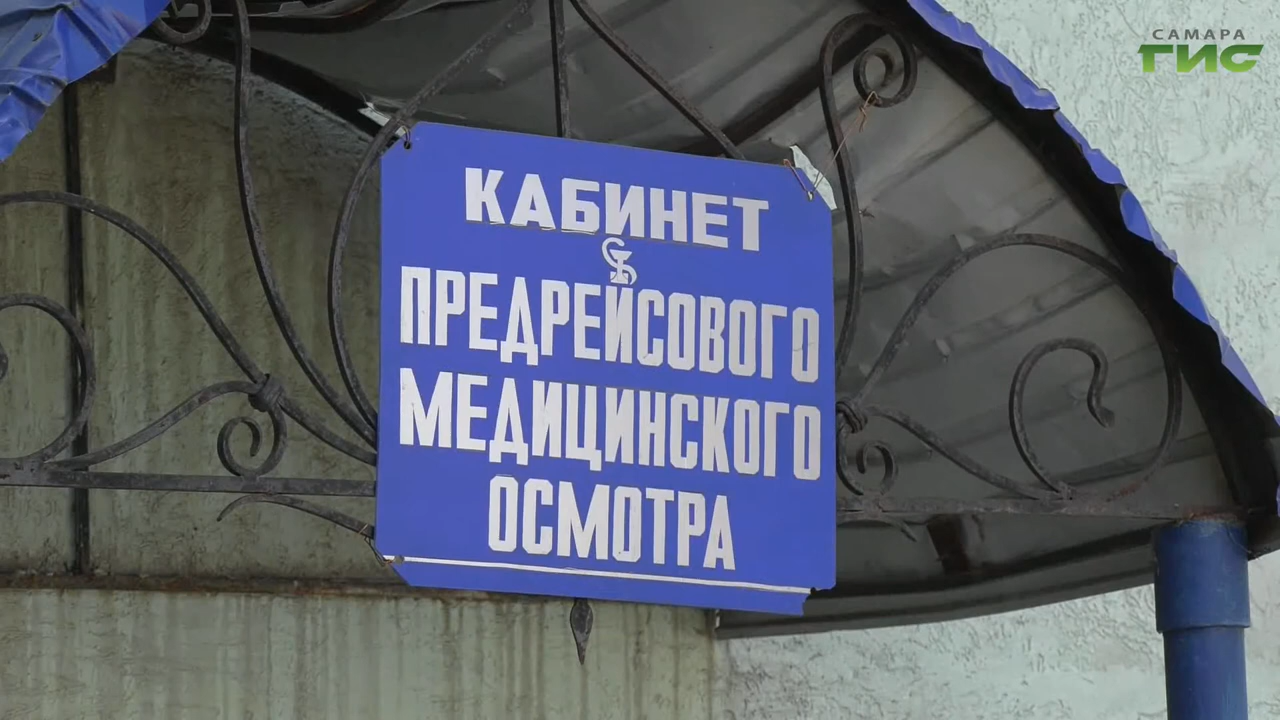 САМАРА
ГИС
КАБИНЕТ
ПРЕДРЕЙСОВОГО
МЕДИЦИНСКОГО
ОСМОТРА